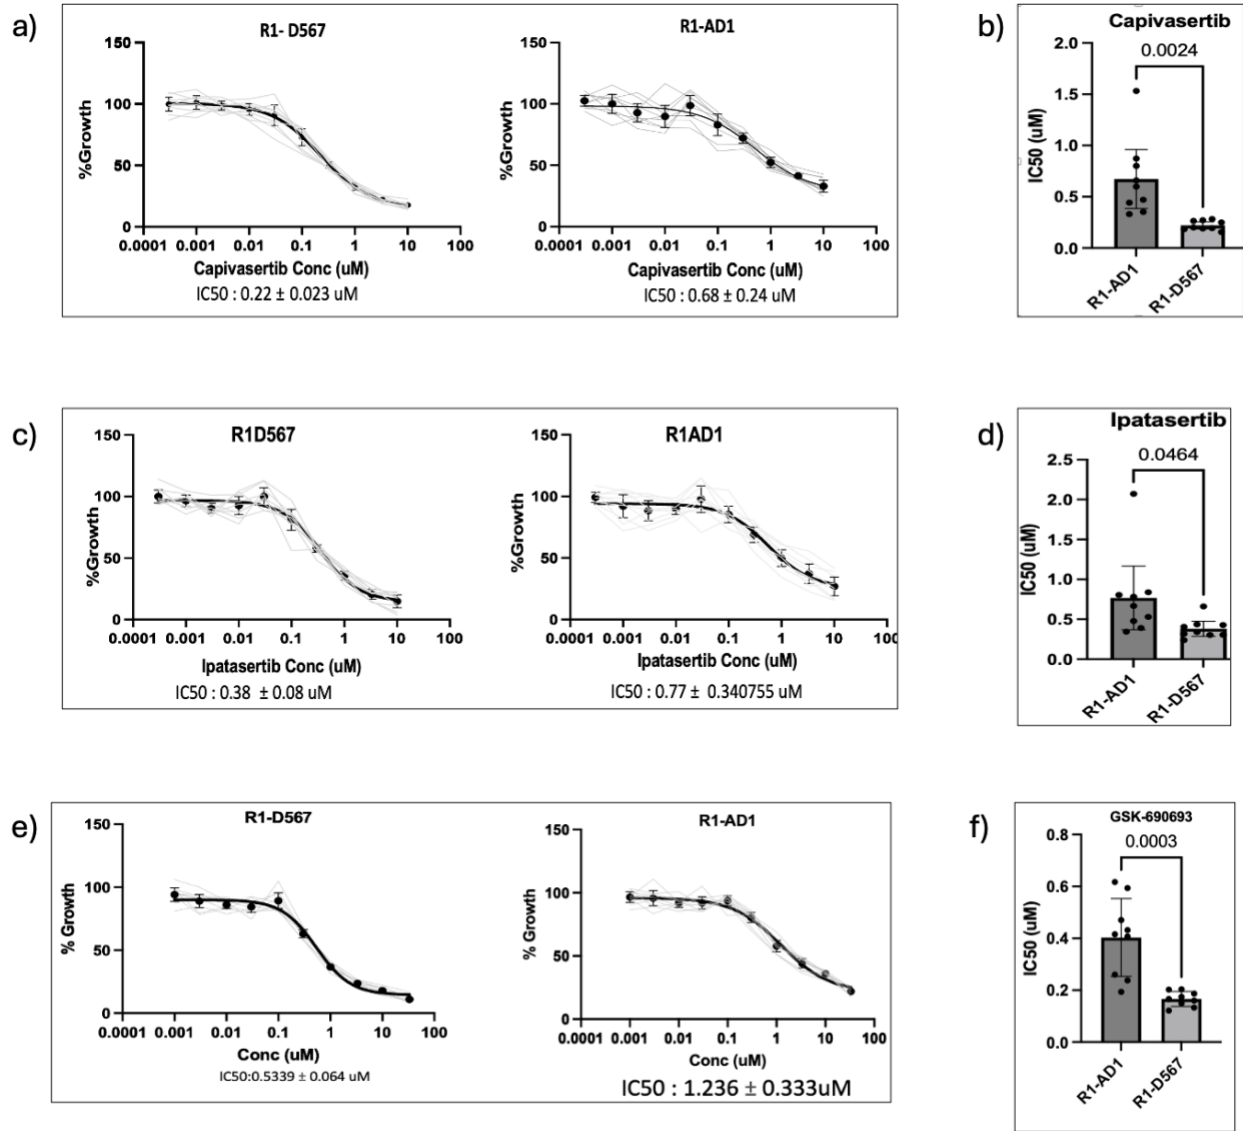 a)
R1- D567
150
100
50
0
%Growth
0.0001 0.001 0.01 0.1 1 10 100
Capivasertib Conc (uM)
IC50 : 0.22 ± 0.023 uM
R1-AD1
150
100
50
0
%Growth
0.0001 0.001 0.01 0.1 1 10 100
Capivasertib Conc (uM)
IC50 : 0.68 ± 0.24 uM
b)
Capivasertib
0.0024
2.0
1.5
1.0
0.5
0.0
IC50 (uM)
R1-AD1
R1-D567
c)
R1D567
150
100
50
0
%Growth
0.0001 0.001 0.01 0.1 1 10 100
Ipatasertib Conc (uM)
IC50 : 0.38 ± 0.08 uM
R1AD1
150
100
50
0
%Growth
0.0001 0.001 0.01 0.1 1 10 100
Ipatasertib Conc (uM)
IC50 : 0.77 ± 0.340755 uM
d)
Ipatasertib
0.0464
2.5
2.0
1.5
1.0
0.5
0.0
IC50 (uM)
R1-AD1
R1-D567
e)
R1-D567
150
100
50
0
% Growth
0.0001 0.001 0.01 0.1 1 10 100
Conc (uM)
IC50:0.5339 ± 0.064 uM
R1-AD1
150
100
50
0
% Growth
0.0001 0.001 0.01 0.1 1 10 100
Conc (uM)
IC50 : 1.236 ± 0.333uM
f)
GSK-690693
0.0003
0.8
0.6
0.4
0.2
0.0
IC50 (uM)
R1-AD1
R1-D567